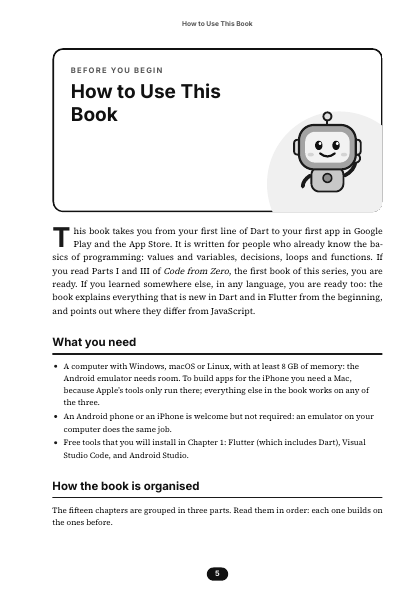 How to Use This Book
BEFORE YOU BEGIN
How to Use This
Book
This book takes you from your first line of Dart to your first app in Google
Play and the App Store. It is written for people who already know the ba-
sics of programming: values and variables, decisions, loops and functions. If
you read Parts I and III of Code from Zero, the first book of this series, you are
ready. If you learned somewhere else, in any language, you are ready too: the
book explains everything that is new in Dart and in Flutter from the beginning,
and points out where they differ from JavaScript.
What you need
• A computer with Windows, macOS or Linux, with at least 8 GB of memory: the
Android emulator needs room. To build apps for the iPhone you need a Mac,
because Apple's tools only run there; everything else in the book works on any of
the three.
• An Android phone or an iPhone is welcome but not required: an emulator on your
computer does the same job.
• Free tools that you will install in Chapter 1: Flutter (which includes Dart), Visual
Studio Code, and Android Studio.
How the book is organised
The fifteen chapters are grouped in three parts. Read them in order: each one builds on
the ones before.
5